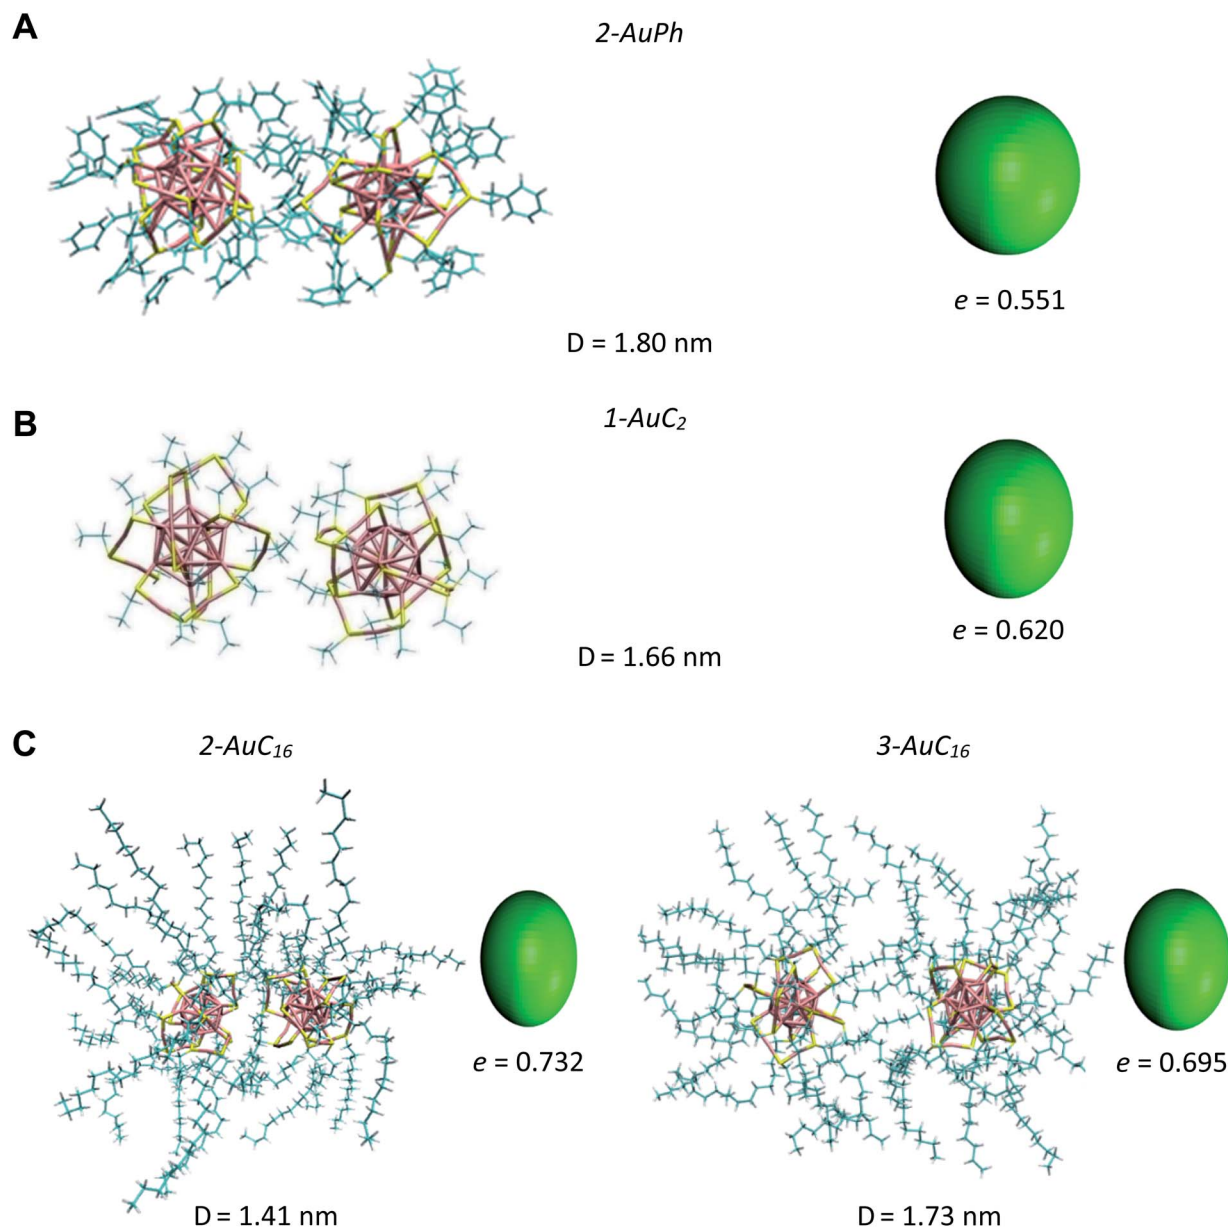 A
2-AuPh
e = 0.551
D = 1.80 nm
B
1-AuC₂
e = 0.620
D = 1.66 nm
C
2-AuC₁₆
3-AuC₁₆
e = 0.732
e = 0.695
D = 1.41 nm
D = 1.73 nm